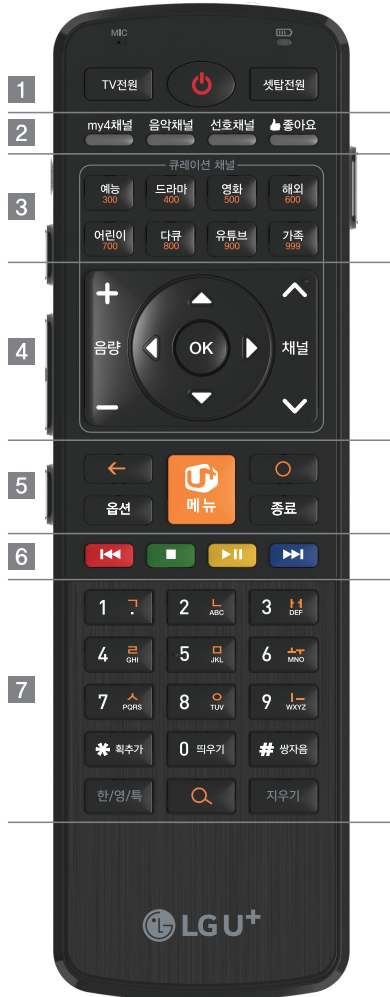 MIC
1
TV전원
셋탑전원
2
my4채널 음악채널 선호채널 좋아요
큐레이션 채널
3
예능 드라마 영화 해외
300 400 500 600
어린이 다큐 유튜브 가족
700 800 900 999
4
+
음량 OK 채널
−
5
U+
옵션 메뉴 종료
6
7
1 ㄱ . 2 ㄴ ABC 3 ㅏㅓ DEF
4 ㄹ GHI 5 ㅁ JKL 6 ㅗㅜ MNO
7 ㅅ PQRS 8 ㅇ TUV 9 ㅣㅡ WXYZ
✱ 획추가 0 띄우기 # 쌍자음
한/영/특 지우기
LG U+